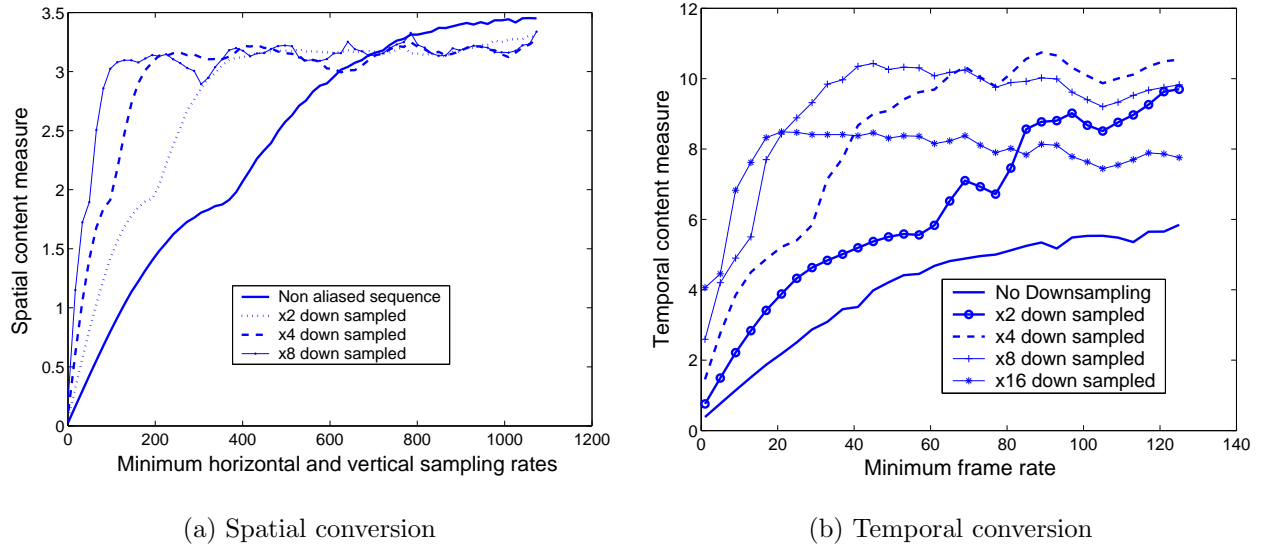 3.5
3
2.5
2
1.5
1
0.5
0
0
200
400
600
800
1000
1200
Spatial content measure
Minimum horizontal and vertical sampling rates
Non aliased sequence
x2 down sampled
x4 down sampled
x8 down sampled
(a) Spatial conversion
12
10
8
6
4
2
0
0
20
40
60
80
100
120
140
Temporal content measure
Minimum frame rate
No Downsampling
x2 down sampled
x4 down sampled
x8 down sampled
x16 down sampled
(b) Temporal conversion